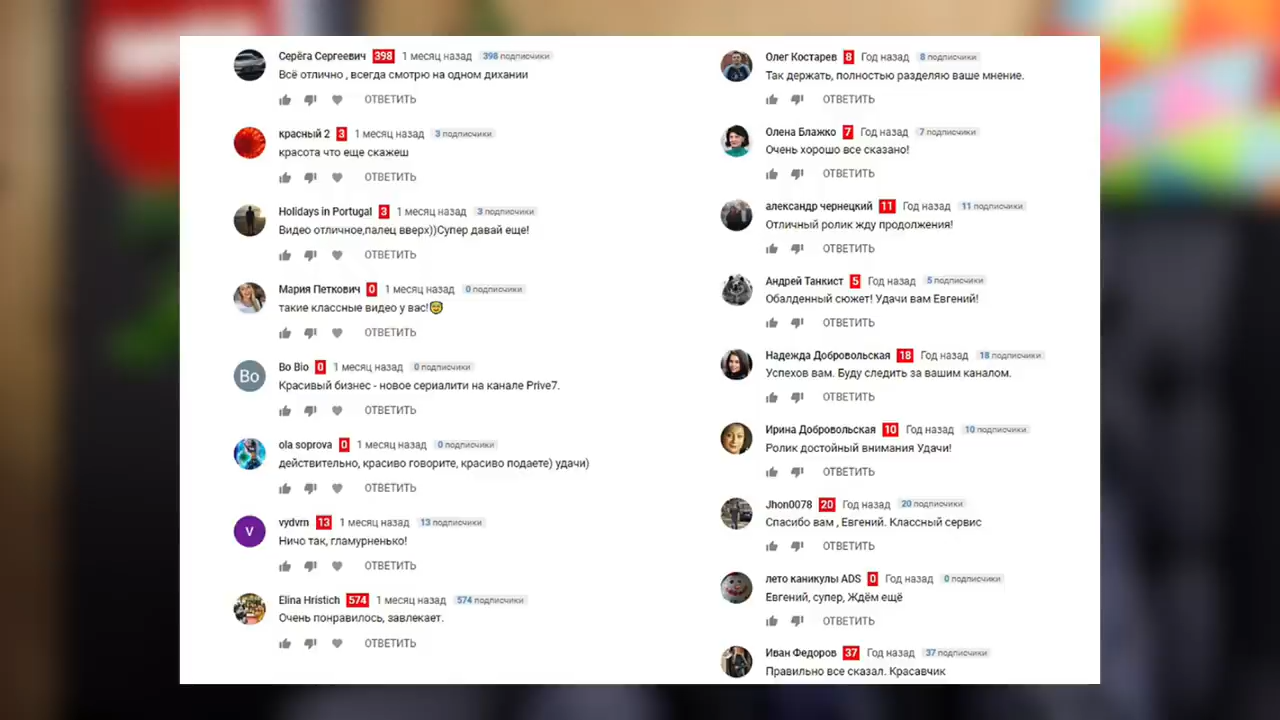 Серёга Сергеевич 398 1 месяц назад 398 подписчики
Всё отлично , всегда смотрю на одном дихании
ОТВЕТИТЬ
красный 2 3 1 месяц назад 3 подписчики
красота что еще скажеш
ОТВЕТИТЬ
Holidays in Portugal 3 1 месяц назад 3 подписчики
Видео отличное,палец вверх))Супер давай еще!
ОТВЕТИТЬ
Мария Петкович 0 1 месяц назад 0 подписчики
такие классные видео у вас!😅
ОТВЕТИТЬ
Bo
Bo Bio 0 1 месяц назад 0 подписчики
Красивый бизнес - новое сериалити на канале Prive7.
ОТВЕТИТЬ
ola soprova 0 1 месяц назад 0 подписчики
действительно, красиво говорите, красиво подаете) удачи)
ОТВЕТИТЬ
V
vydvrn 13 1 месяц назад 13 подписчики
Ничо так, гламурненько!
ОТВЕТИТЬ
Elina Hristich 574 1 месяц назад 574 подписчики
Очень понравилось, завлекает.
ОТВЕТИТЬ
Олег Костарев 8 Год назад 8 подписчики
Так держать, полностью разделяю ваше мнение.
ОТВЕТИТЬ
Олена Блажко 7 Год назад 7 подписчики
Очень хорошо все сказано!
ОТВЕТИТЬ
александр чернецкий 11 Год назад 11 подписчики
Отличный ролик жду продолжения!
ОТВЕТИТЬ
Андрей Танкист 5 Год назад 5 подписчики
Обалденный сюжет! Удачи вам Евгений!
ОТВЕТИТЬ
Надежда Добровольская 18 Год назад 18 подписчики
Успехов вам. Буду следить за вашим каналом.
ОТВЕТИТЬ
Ирина Добровольская 10 Год назад 10 подписчики
Ролик достойный внимания Удачи!
ОТВЕТИТЬ
Jhon0078 20 Год назад 20 подписчики
Спасибо вам , Евгений. Классный сервис
ОТВЕТИТЬ
лето каникулы ADS 0 Год назад 0 подписчики
Евгений, супер, Ждём ещё
ОТВЕТИТЬ
Иван Федоров 37 Год назад 37 подписчики
Правильно все сказал. Красавчик